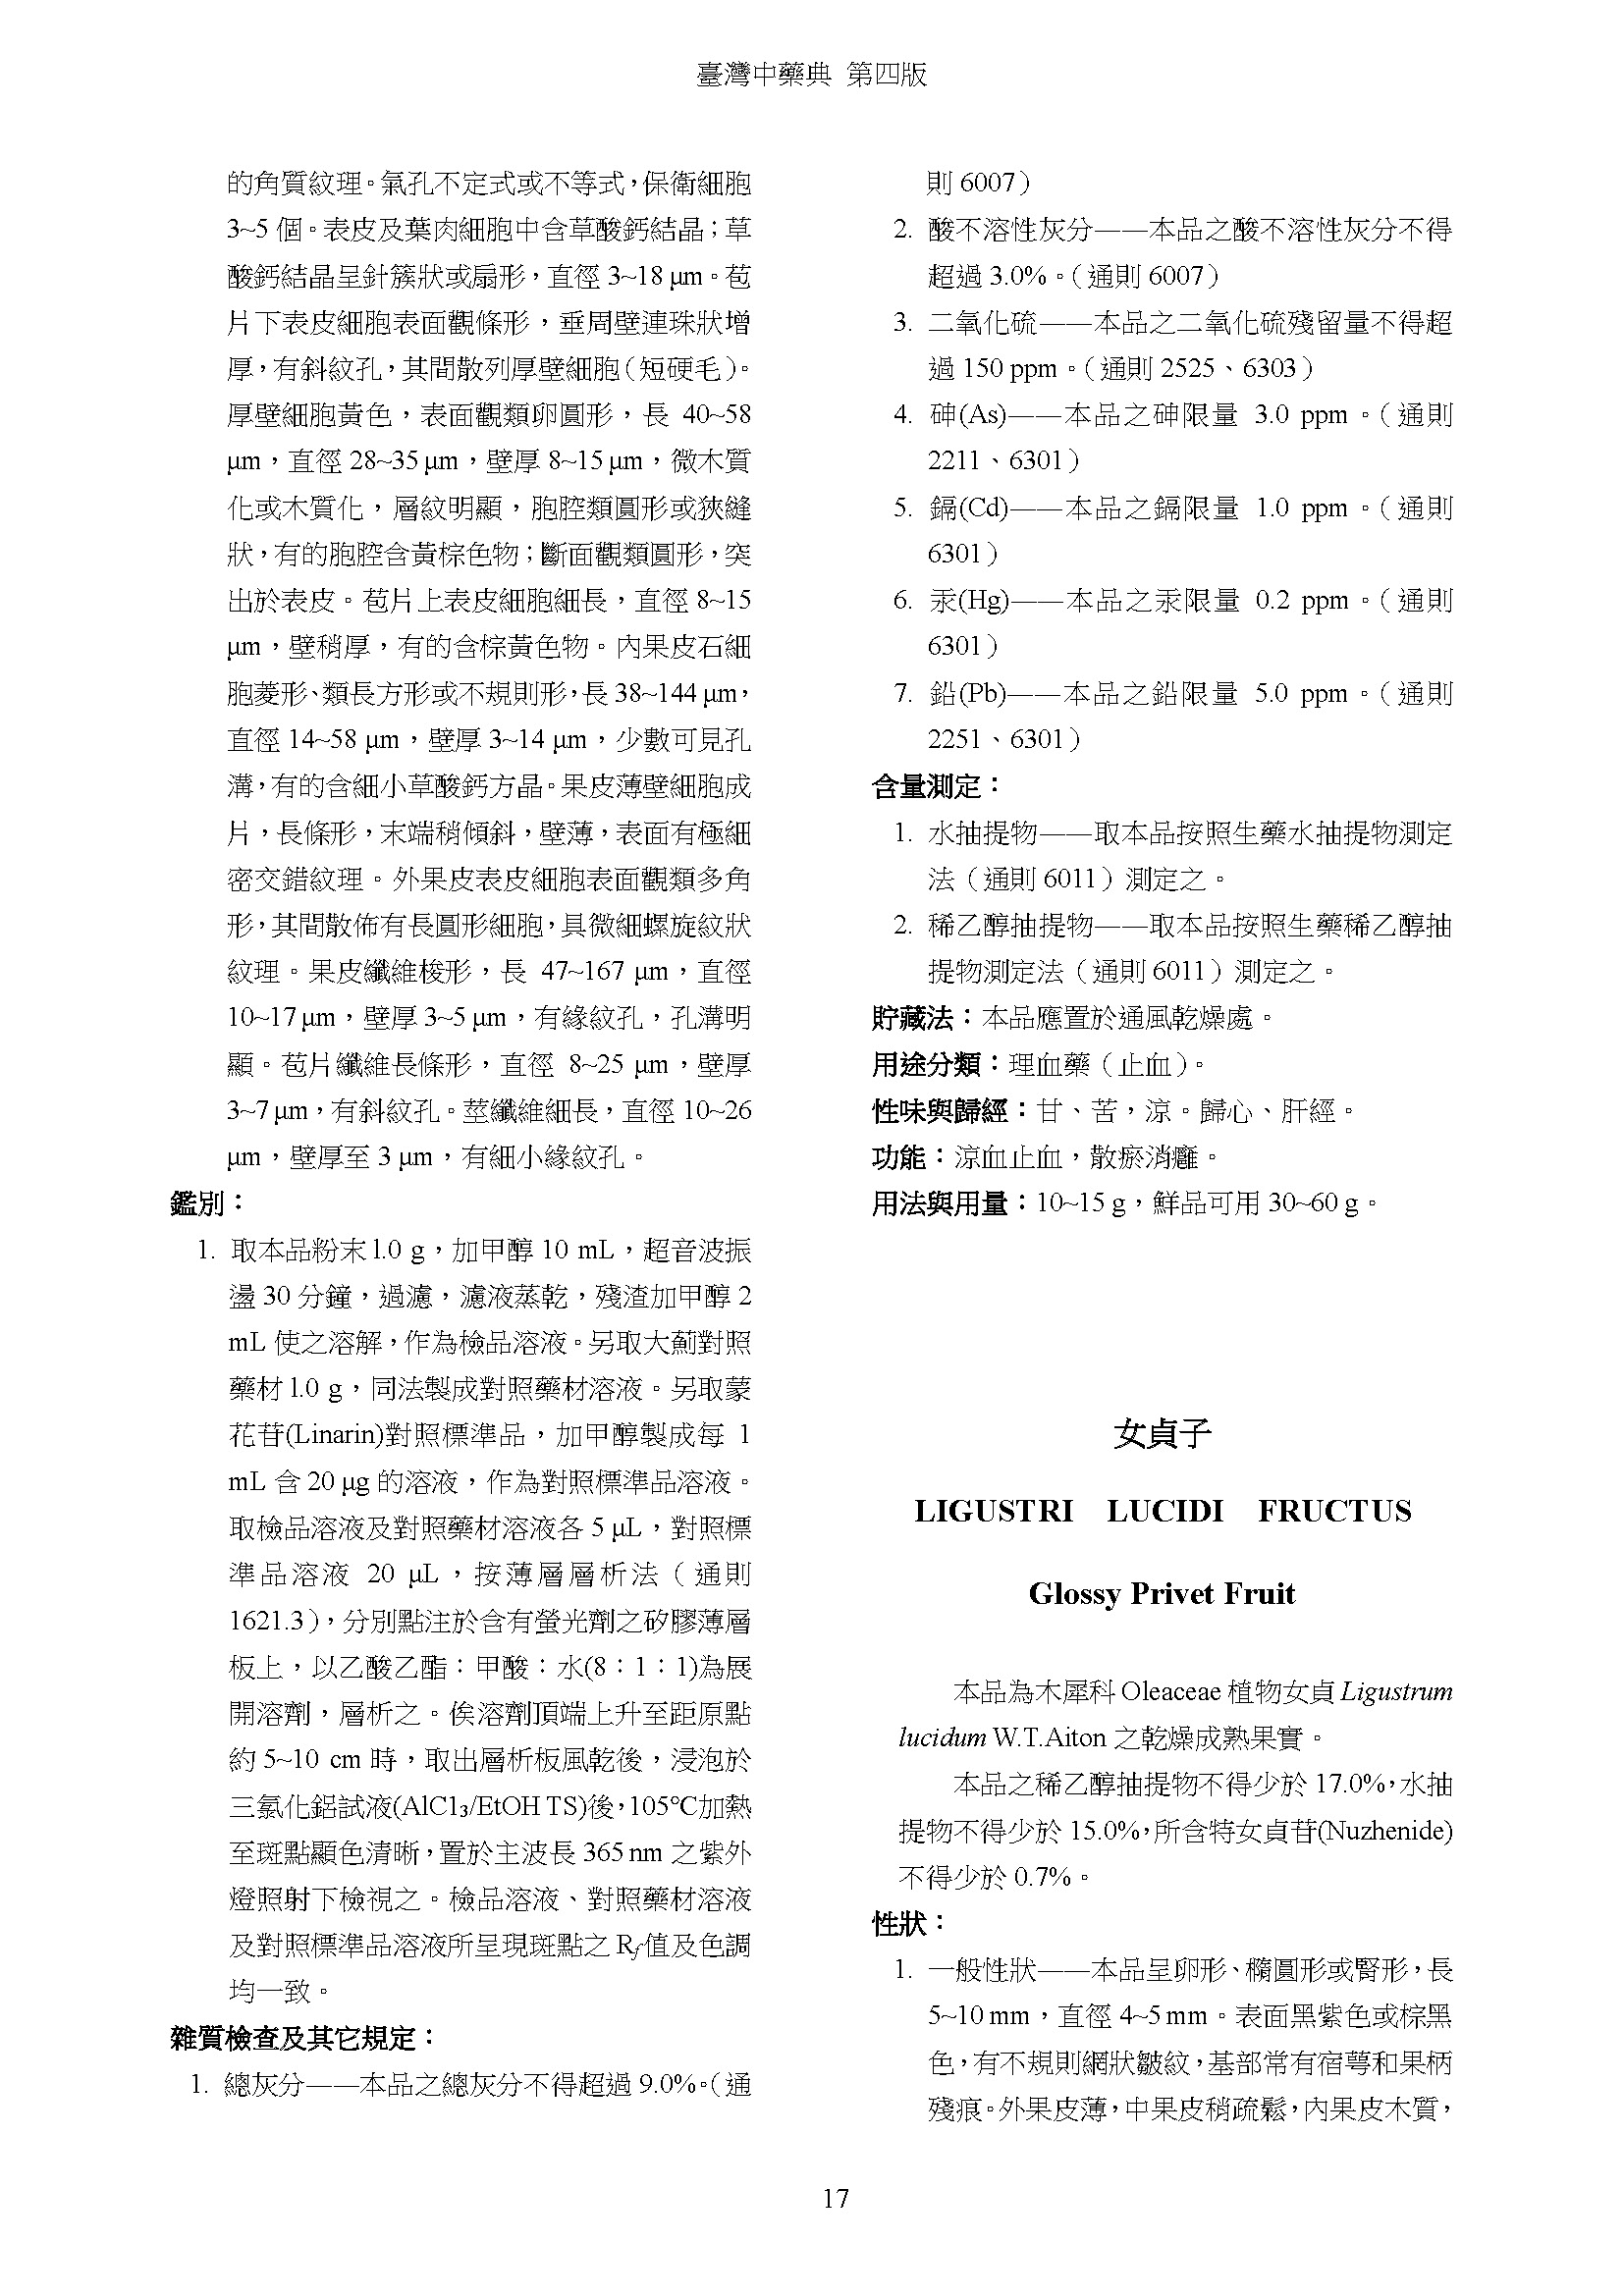 臺灣中藥典 第四版
的角質紋理。氣孔不定式或不等式，保衛細胞
3~5 個。表皮及葉肉細胞中含草酸鈣結晶；草
酸鈣結晶呈針簇狀或扇形，直徑 3~18 μm。苞
片下表皮細胞表面觀條形，垂周壁連珠狀增
厚，有斜紋孔，其間散列厚壁細胞（短硬毛）。
厚壁細胞黃色，表面觀類卵圓形，長 40~58
μm，直徑 28~35 μm，壁厚 8~15 μm，微木質
化或木質化，層紋明顯，胞腔類圓形或狹縫
狀，有的胞腔含黃棕色物；斷面觀類圓形，突
出於表皮。苞片上表皮細胞細長，直徑 8~15
μm，壁稍厚，有的含棕黃色物。內果皮石細
胞菱形、類長方形或不規則形，長 38~144 μm，
直徑 14~58 μm，壁厚 3~14 μm，少數可見孔
溝，有的含細小草酸鈣方晶。果皮薄壁細胞成
片，長條形，末端稍傾斜，壁薄，表面有極細
密交錯紋理。外果皮表皮細胞表面觀類多角
形，其間散佈有長圓形細胞，具微細螺旋紋狀
紋理。果皮纖維梭形，長 47~167 μm，直徑
10~17 μm，壁厚 3~5 μm，有緣紋孔，孔溝明
顯。苞片纖維長條形，直徑 8~25 μm，壁厚
3~7 μm，有斜紋孔。莖纖維細長，直徑 10~26
μm，壁厚至 3 μm，有細小緣紋孔。
鑑別：
1. 取本品粉末 1.0 g，加甲醇 10 mL，超音波振
盪 30 分鐘，過濾，濾液蒸乾，殘渣加甲醇 2
mL 使之溶解，作為檢品溶液。另取大薊對照
藥材 1.0 g，同法製成對照藥材溶液。另取蒙
花苷(Linarin)對照標準品，加甲醇製成每 1
mL 含 20 μg 的溶液，作為對照標準品溶液。
取檢品溶液及對照藥材溶液各 5 μL，對照標
準品溶液 20 μL，按薄層層析法（通則
1621.3），分別點注於含有螢光劑之矽膠薄層
板上，以乙酸乙酯：甲酸：水(8：1：1)為展
開溶劑，層析之。俟溶劑頂端上升至距原點
約 5~10 cm 時，取出層析板風乾後，浸泡於
三氯化鋁試液(AlCl₃/EtOH TS)後，105℃加熱
至斑點顯色清晰，置於主波長 365 nm 之紫外
燈照射下檢視之。檢品溶液、對照藥材溶液
及對照標準品溶液所呈現斑點之 Rf值及色調
均一致。
雜質檢查及其它規定：
1. 總灰分——本品之總灰分不得超過 9.0%。（通
則 6007）
2. 酸不溶性灰分——本品之酸不溶性灰分不得
超過 3.0%。（通則 6007）
3. 二氧化硫——本品之二氧化硫殘留量不得超
過 150 ppm。（通則 2525、6303）
4. 砷(As)——本品之砷限量 3.0 ppm。（通則
2211、6301）
5. 鎘(Cd)——本品之鎘限量 1.0 ppm。（通則
6301）
6. 汞(Hg)——本品之汞限量 0.2 ppm。（通則
6301）
7. 鉛(Pb)——本品之鉛限量 5.0 ppm。（通則
2251、6301）
含量測定：
1. 水抽提物——取本品按照生藥水抽提物測定
法（通則 6011）測定之。
2. 稀乙醇抽提物——取本品按照生藥稀乙醇抽
提物測定法（通則 6011）測定之。
貯藏法：本品應置於通風乾燥處。
用途分類：理血藥（止血）。
性味與歸經：甘、苦，涼。歸心、肝經。
功能：涼血止血，散瘀消癰。
用法與用量：10~15 g，鮮品可用 30~60 g。
女貞子
LIGUSTRI LUCIDI FRUCTUS
Glossy Privet Fruit
本品為木犀科 Oleaceae 植物女貞 Ligustrum
lucidum W.T.Aiton 之乾燥成熟果實。
本品之稀乙醇抽提物不得少於 17.0%，水抽
提物不得少於 15.0%，所含特女貞苷(Nuzhenide)
不得少於 0.7%。
性狀：
1. 一般性狀——本品呈卵形、橢圓形或腎形，長
5~10 mm，直徑 4~5 mm。表面黑紫色或棕黑
色，有不規則網狀皺紋，基部常有宿萼和果柄
殘痕。外果皮薄，中果皮稍疏鬆，內果皮木質，
17